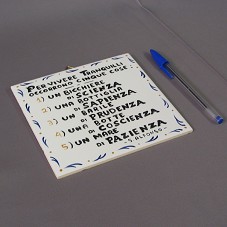 PER VIVERE TRANQUILLI
OCCORRONO CINQUE COSE
1) UN BICCHIERE
DI SCIENZA
2) UNA BOTTIGLIA
DI SAPIENZA
3) UN BARILE
DI PRUDENZA
4) UNA BOTTE
DI COSCIENZA
5) UN MARE
DI PAZIENZA
S. ALFONSO